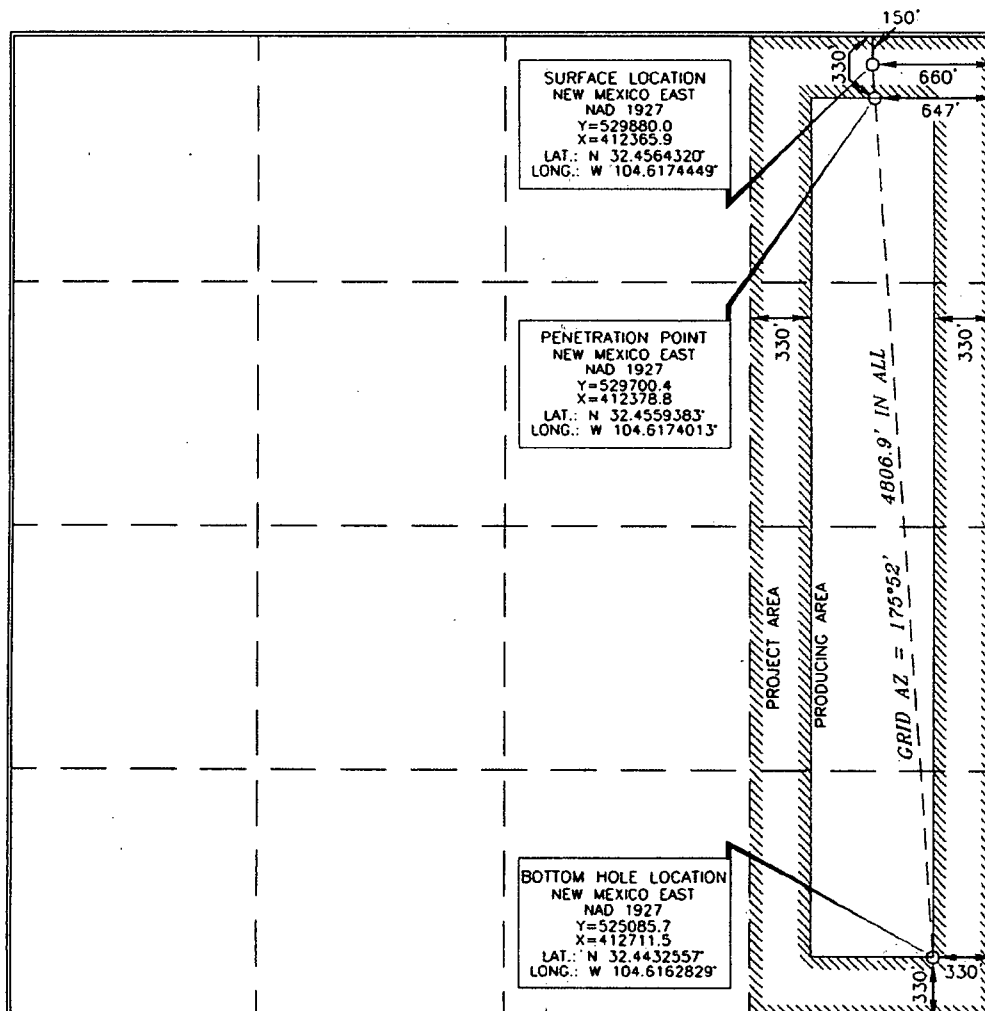 150'
330'
660'
647'
SURFACE LOCATION
NEW MEXICO EAST
NAD 1927
Y=529880.0
X=412365.9
LAT.: N 32.4564320°
LONG.: W 104.6174449°
PENETRATION POINT
NEW MEXICO EAST
NAD 1927
Y=529700.4
X=412378.8
LAT.: N 32.4559383°
LONG.: W 104.6174013°
330'
330'
GRID AZ = 175°52' 4806.9' IN ALL
PROJECT AREA
PRODUCING AREA
BOTTOM HOLE LOCATION
NEW MEXICO EAST
NAD 1927
Y=525085.7
X=412711.5
LAT.: N 32.4432557°
LONG.: W 104.6162829°
330'
330'